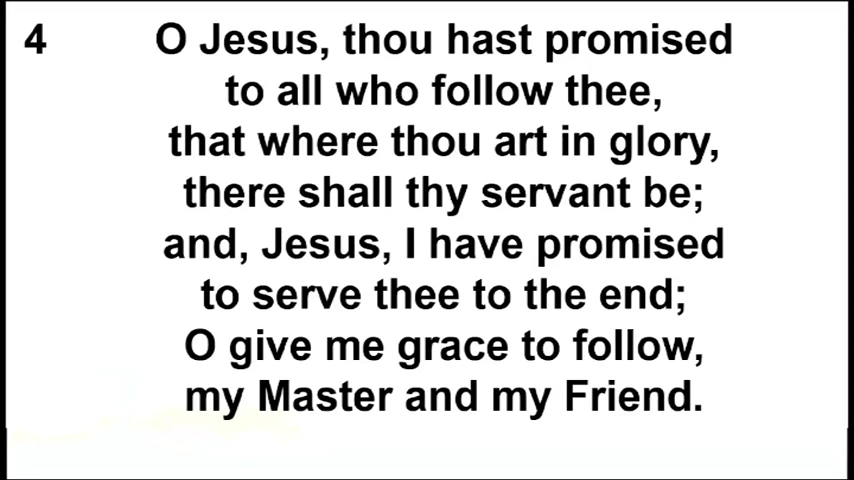 4 O Jesus, thou hast promised
to all who follow thee,
that where thou art in glory,
there shall thy servant be;
and, Jesus, I have promised
to serve thee to the end;
O give me grace to follow,
my Master and my Friend.